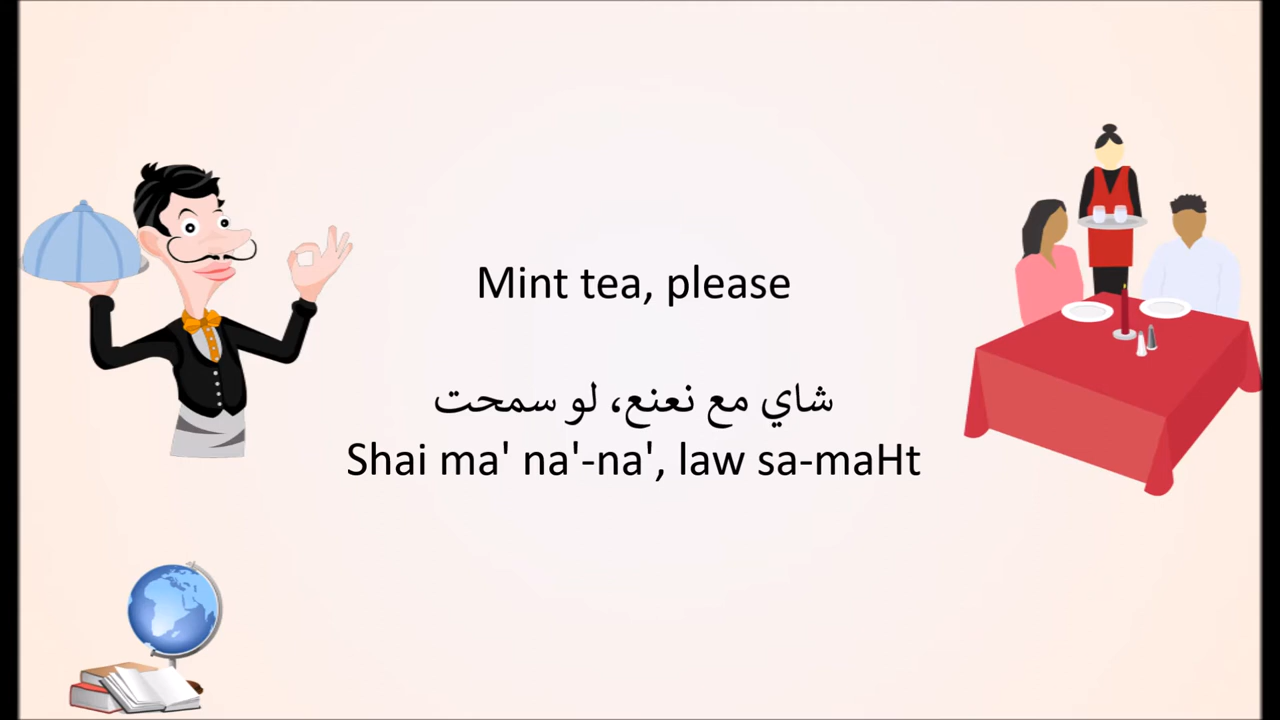 Mint tea, please
شاي مع نعنع، لو سمحت
Shai ma' na'-na', law sa-maHt